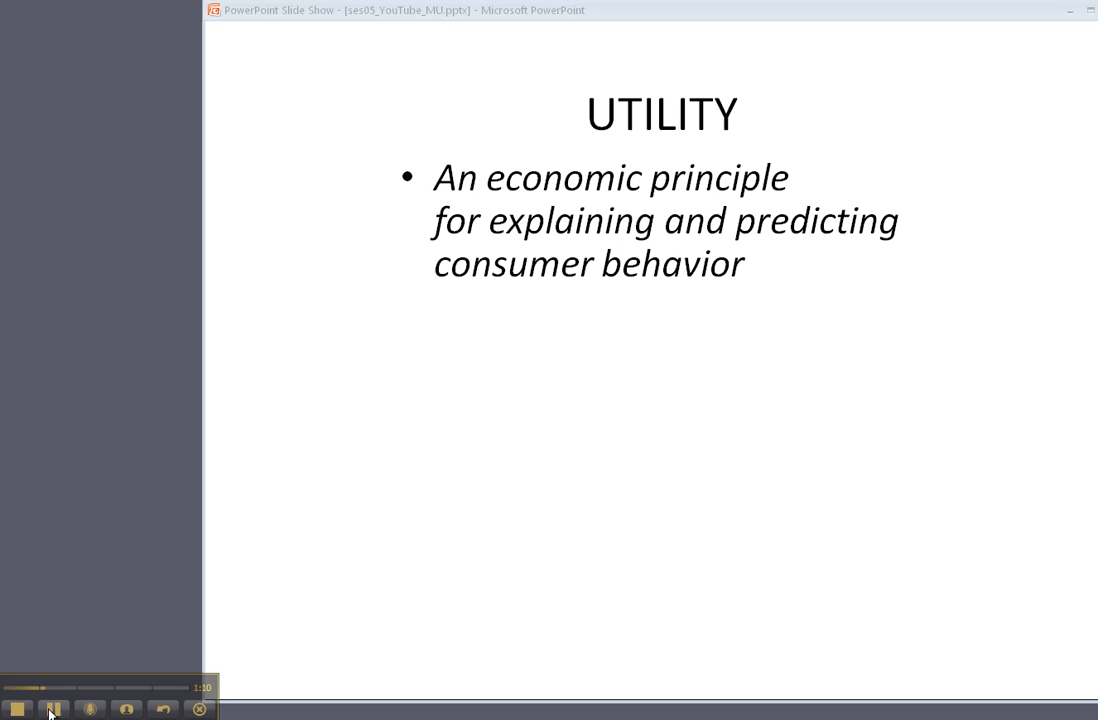 PowerPoint Slide Show - [ses05_YouTube_MU.pptx] - Microsoft PowerPoint
UTILITY
• An economic principle
for explaining and predicting
consumer behavior
1:10